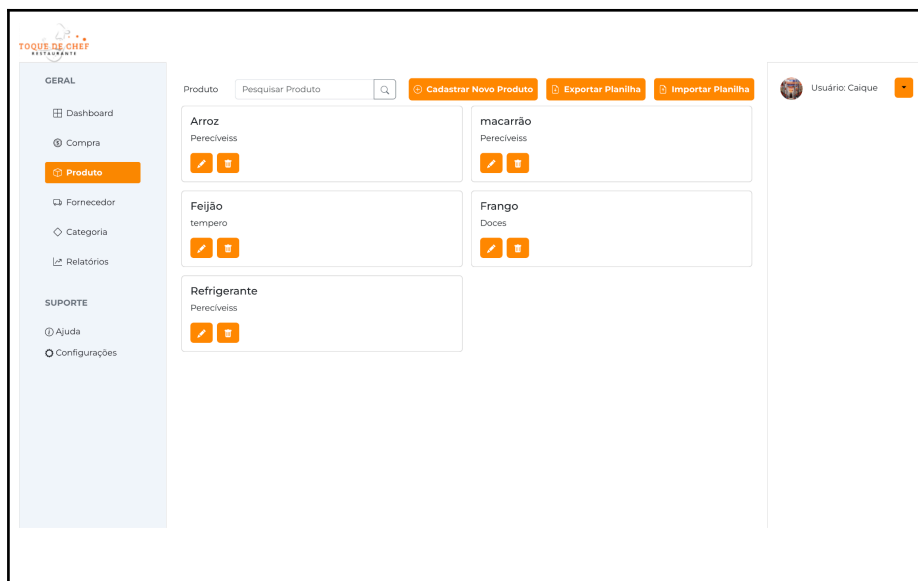 TOQUE DE CHEF
RESTAURANTE
GERAL
Dashboard
Compra
Produto
Fornecedor
Categoria
Relatórios
SUPORTE
Ajuda
Configurações
Produto
Pesquisar Produto
Cadastrar Novo Produto
Exportar Planilha
Importar Planilha
Arroz
Perecíveiss
macarrão
Perecíveiss
Feijão
tempero
Frango
Doces
Refrigerante
Perecíveiss
Usuário: Caique